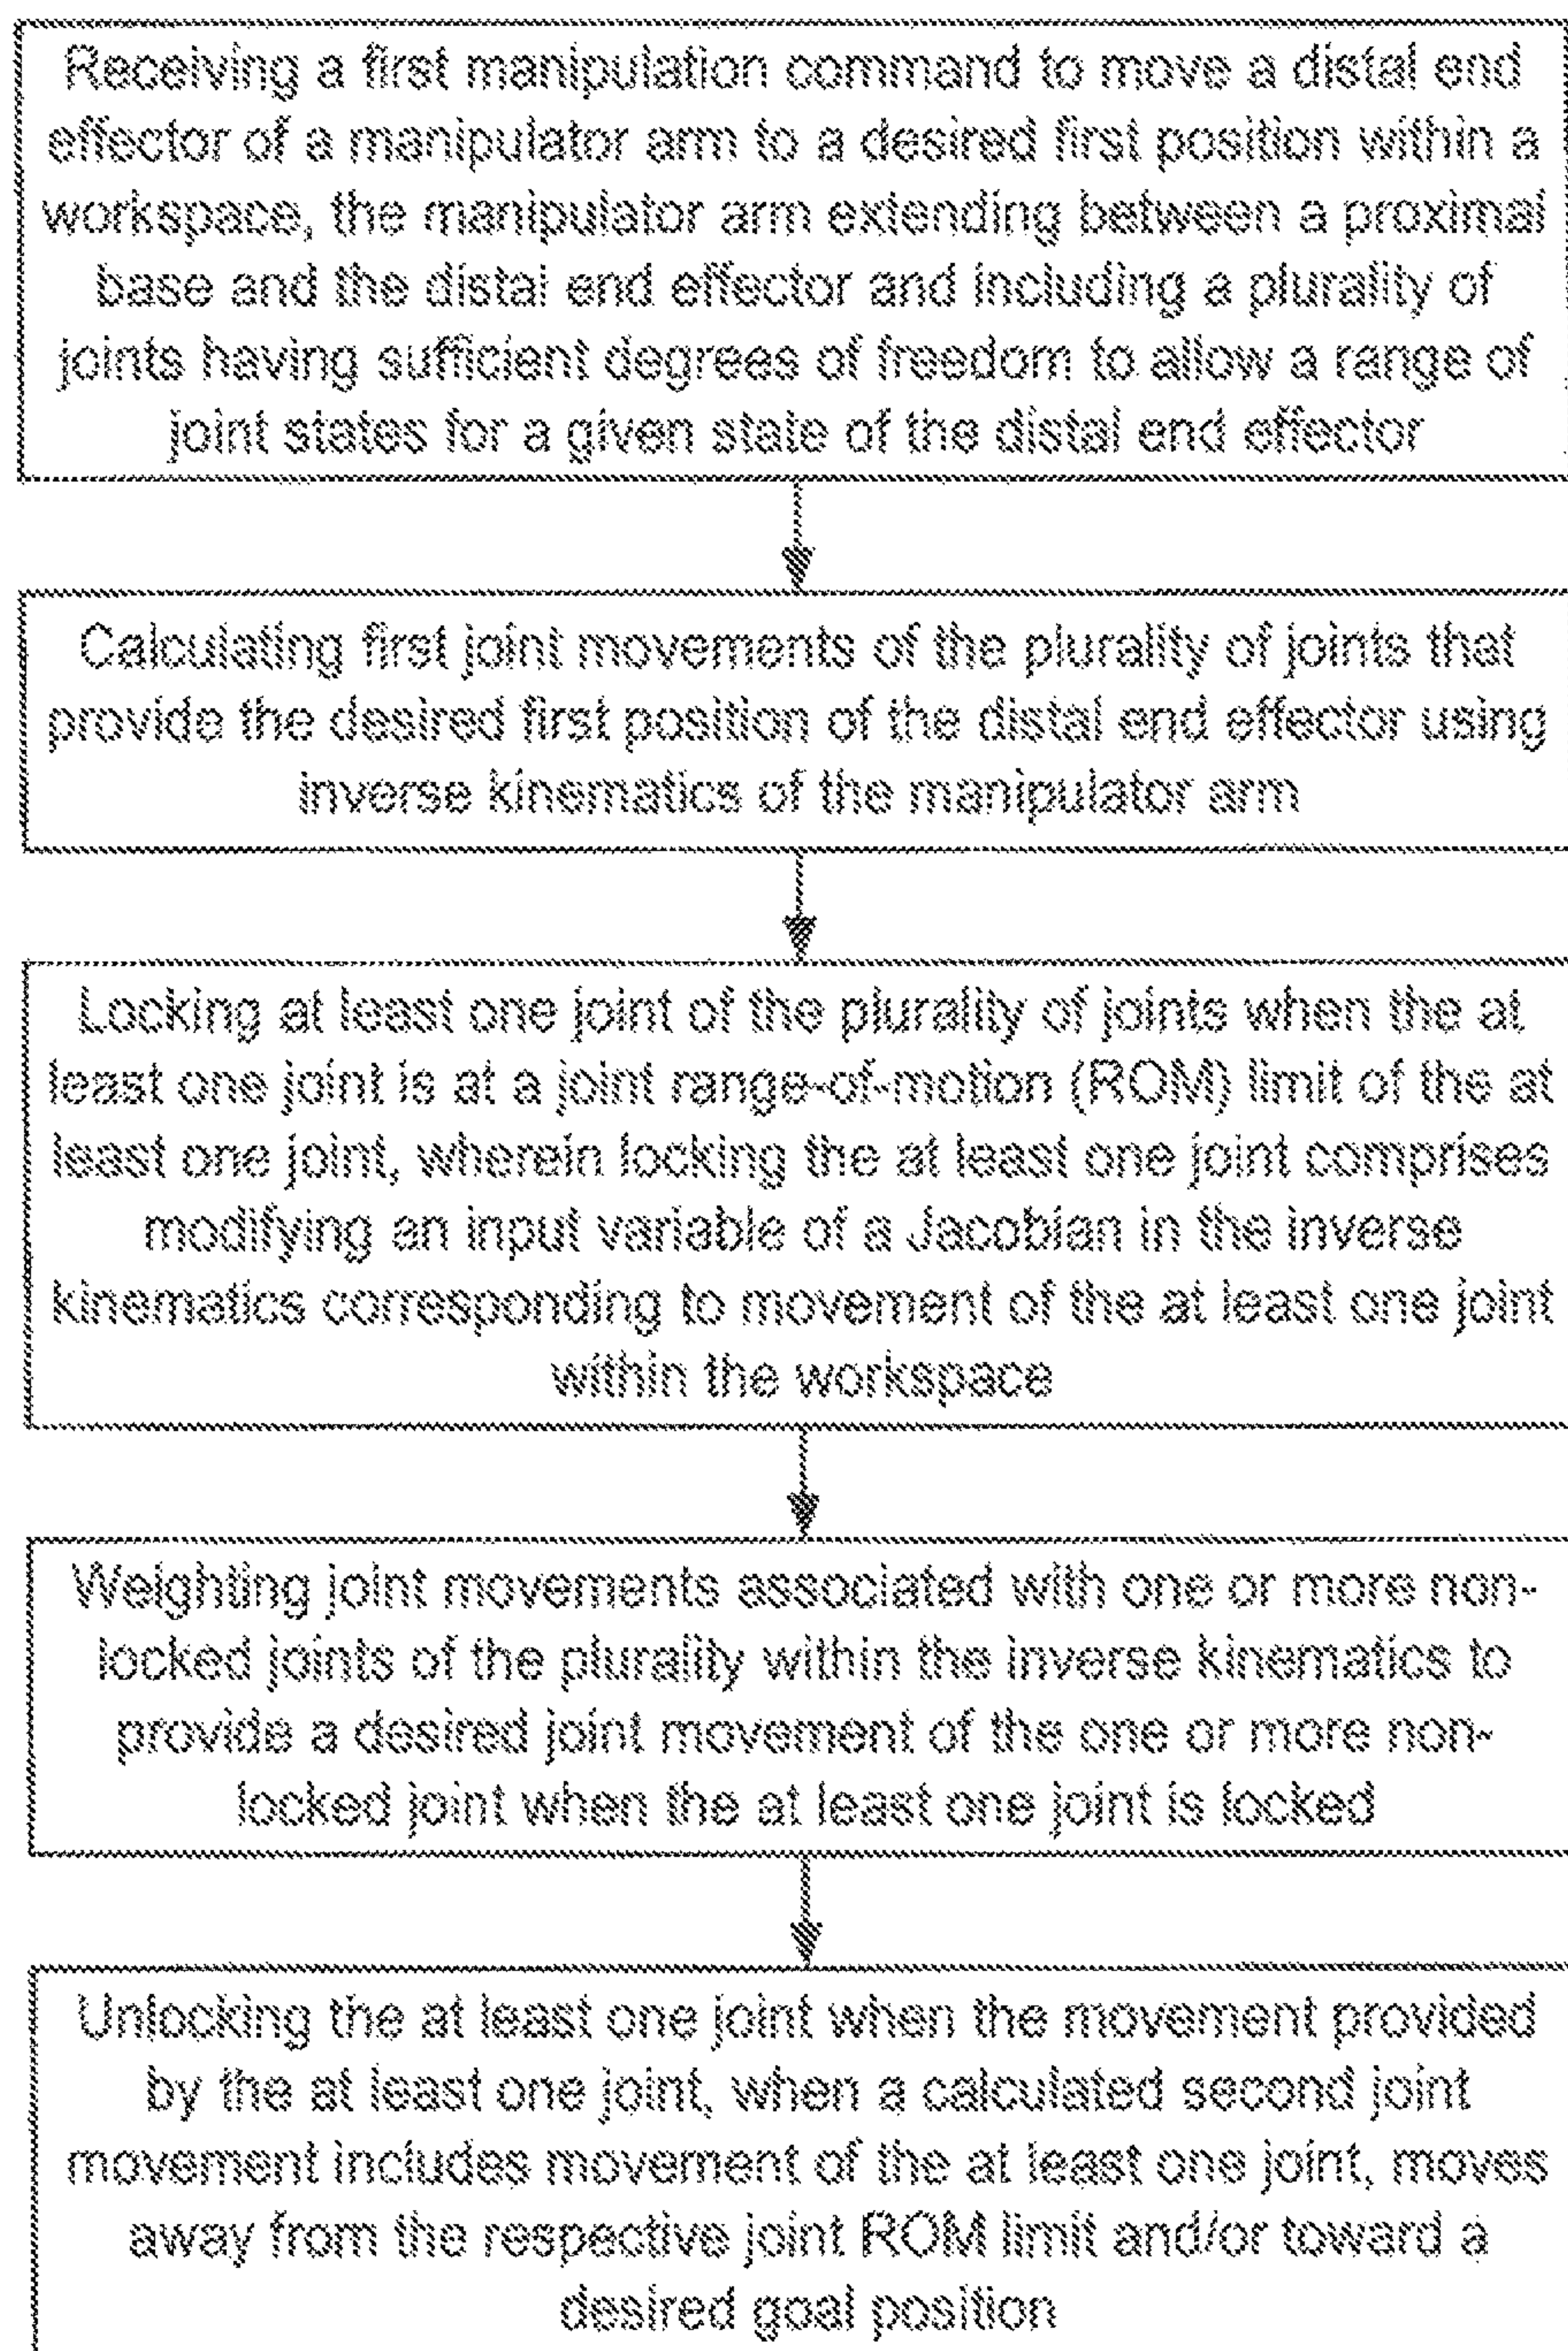 Receiving a first manipulation command to move a distal end
effector of a manipulator arm to a desired first position within a
workspace, the manipulator arm extending between a proximal
base and the distal end effector and including a plurality of
joints having sufficient degrees of freedom to allow a range of
joint states for a given state of the distal end effector
Calculating first joint movements of the plurality of joints that
provide the desired first position of the distal end effector using
inverse kinematics of the manipulator arm
Locking at least one joint of the plurality of joints when the at
least one joint is at a joint range-of-motion (ROM) limit of the at
least one joint, wherein locking the at least one joint comprises
modifying an input variable of a Jacobian in the inverse
kinematics corresponding to movement of the at least one joint
within the workspace
Weighting joint movements associated with one or more non-
locked joints of the plurality within the inverse kinematics to
provide a desired joint movement of the one or more non-
locked joint when the at least one joint is locked
Unlocking the at least one joint when the movement provided
by the at least one joint, when a calculated second joint
movement includes movement of the at least one joint, moves
away from the respective joint ROM limit and/or toward a
desired goal position